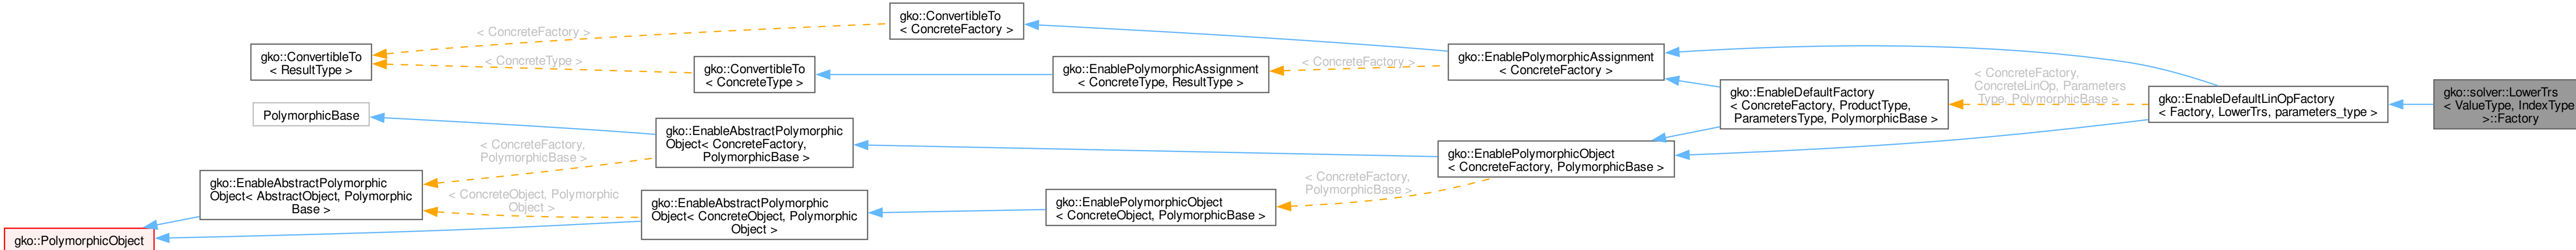 gko::ConvertibleTo
< ConcreteFactory >
< ConcreteFactory >
gko::ConvertibleTo
< ResultType >
< ConcreteType >
gko::ConvertibleTo
< ConcreteType >
gko::EnablePolymorphicAssignment
< ConcreteType, ResultType >
< ConcreteFactory >
gko::EnablePolymorphicAssignment
< ConcreteFactory >
gko::EnableDefaultFactory
< ConcreteFactory, ProductType,
ParametersType, PolymorphicBase >
< ConcreteFactory,
ConcreteLinOp, Parameters
Type, PolymorphicBase >
gko::EnableDefaultLinOpFactory
< Factory, LowerTrs, parameters_type >
gko::solver::LowerTrs
< ValueType, IndexType
>::Factory
PolymorphicBase
gko::EnableAbstractPolymorphic
Object< ConcreteFactory,
PolymorphicBase >
< ConcreteFactory,
PolymorphicBase >
gko::EnablePolymorphicObject
< ConcreteFactory, PolymorphicBase >
gko::EnableAbstractPolymorphic
Object< AbstractObject, Polymorphic
Base >
< ConcreteObject, Polymorphic
Object >
gko::EnableAbstractPolymorphic
Object< ConcreteObject, Polymorphic
Object >
gko::EnablePolymorphicObject
< ConcreteObject, PolymorphicBase >
< ConcreteFactory,
PolymorphicBase >
gko::PolymorphicObject